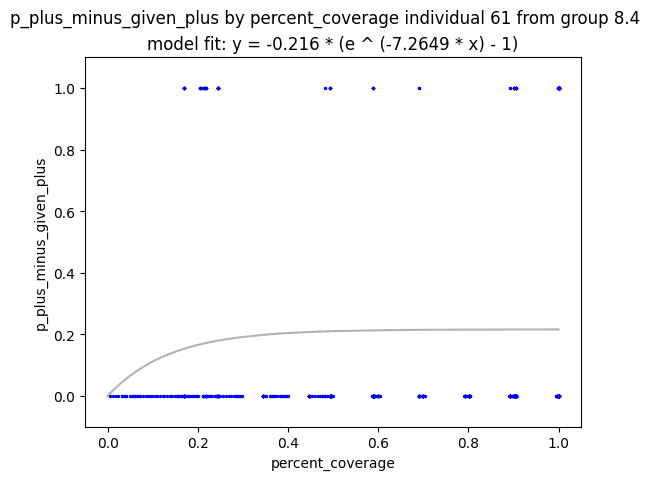 p_plus_minus_given_plus by percent_coverage individual 61 from group 8.4
model fit: y = -0.216 * (e ^ (-7.2649 * x) - 1)
1.0
0.8
0.6
0.4
0.2
0.0
p_plus_minus_given_plus
0.0 0.2 0.4 0.6 0.8 1.0
percent_coverage